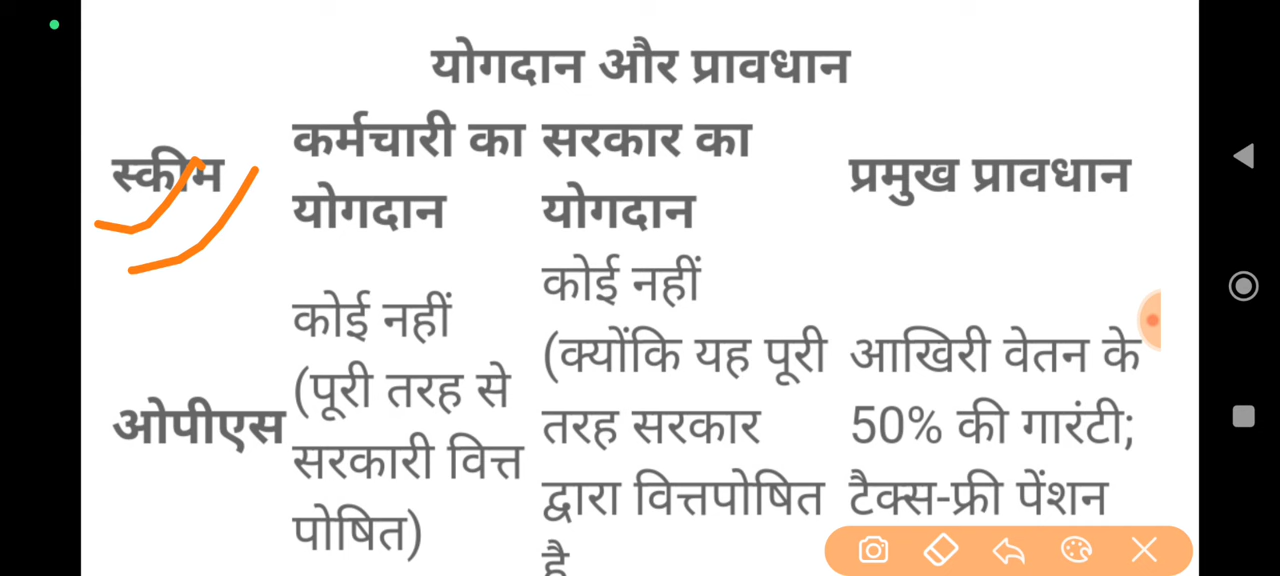 योगदान और प्रावधान
स्कीम
कर्मचारी का
योगदान
सरकार का
योगदान
प्रमुख प्रावधान
ओपीएस
कोई नहीं
(पूरी तरह से
सरकारी वित्त
पोषित)
कोई नहीं
(क्योंकि यह पूरी
तरह सरकार
द्वारा वित्तपोषित
है
आखिरी वेतन के
50% की गारंटी;
टैक्स-फ्री पेंशन